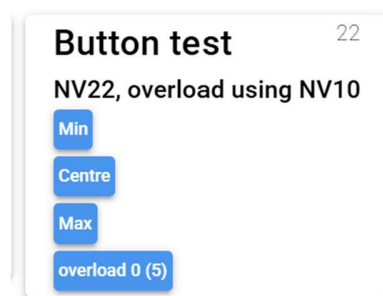 Button test
22
NV22, overload using NV10
Min
Centre
Max
overload 0 (5)